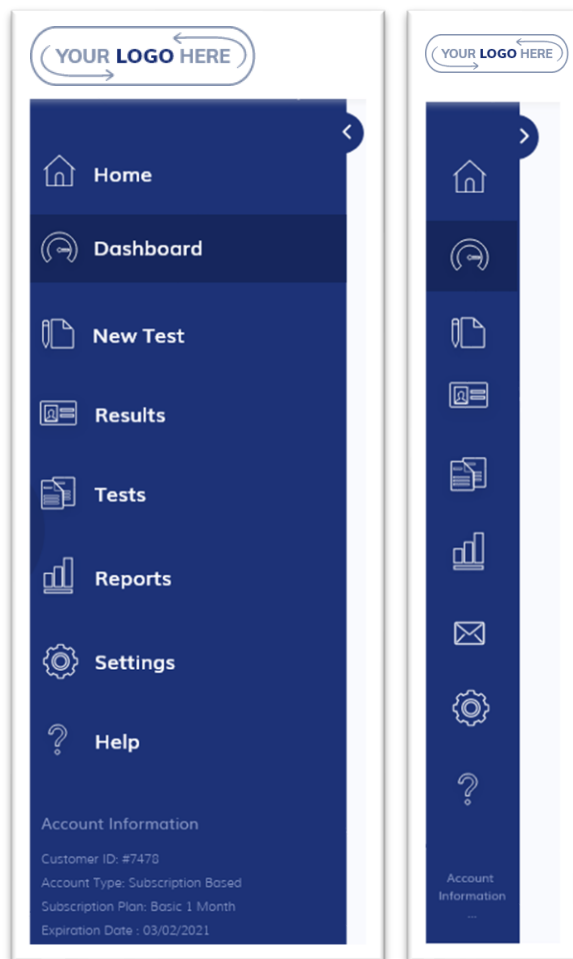 YOUR LOGO HERE
Home
Dashboard
New Test
Results
Tests
Reports
Settings
Help
Account Information
Customer ID: #7478
Account Type: Subscription Based
Subscription Plan: Basic 1 Month
Expiration Date : 03/02/2021
YOUR LOGO HERE
Account
Information
...